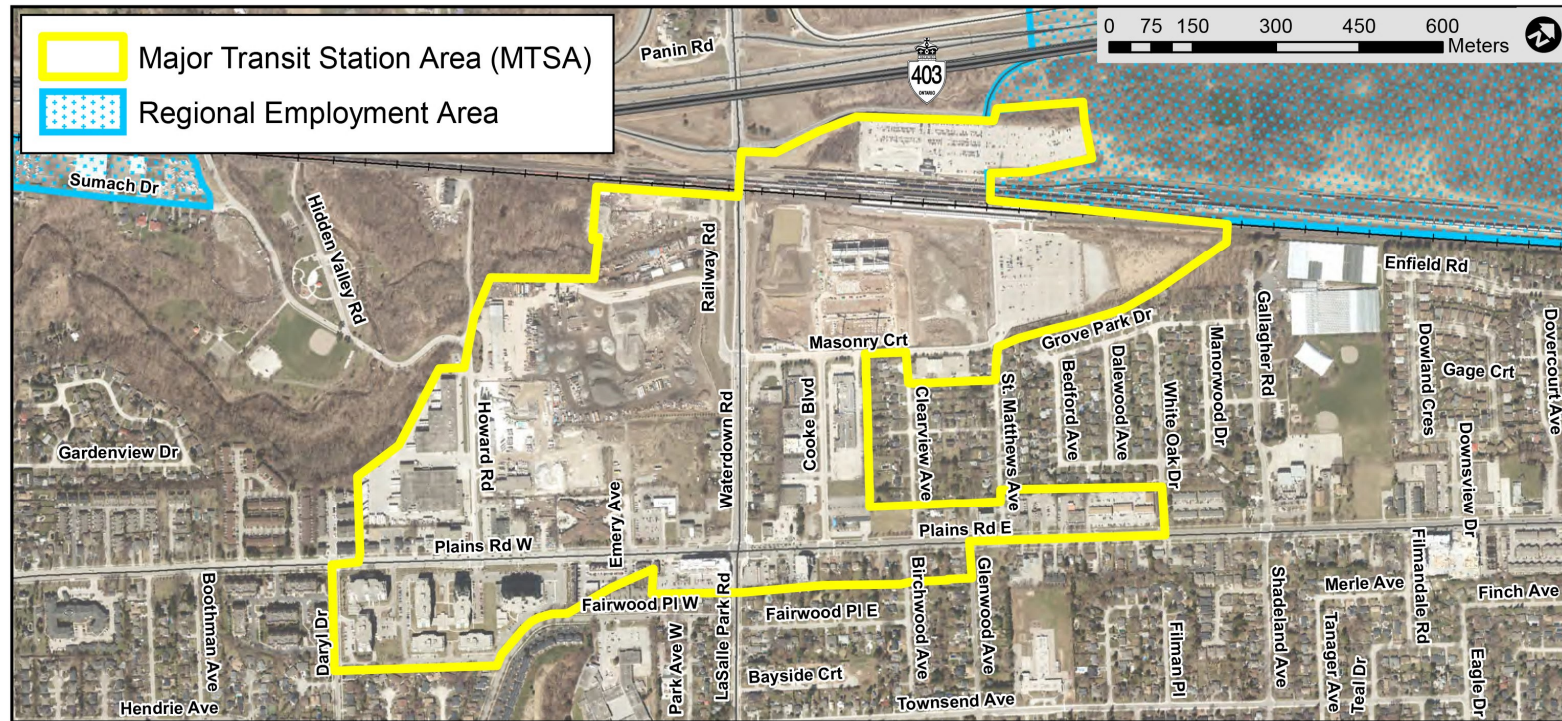 Major Transit Station Area (MTSA)
Regional Employment Area
0 75 150 300 450 600
Meters
Panin Rd
403
ONTARIO
Sumach Dr
Hidden Valley Rd
Railway Rd
Enfield Rd
Masonry Crt
Grove Park Dr
Gallagher Rd
Dowland Cres
Gage Crt
Dovercourt Ave
Gardenview Dr
Howard Rd
Waterdown Rd
Cooke Blvd
Clearview Ave
St. Matthews Ave
Bedford Ave
Dalewood Ave
White Oak Dr
Manorwood Dr
Downsview Dr
Plains Rd W
Emery Ave
Plains Rd E
Boothman Ave
Daryl Dr
Fairwood Pl W
LaSalle Park Rd
Fairwood Pl E
Birchwood Ave
Glenwood Ave
Filman Pl
Shadeland Ave
Merle Ave
Filmandale Rd
Finch Ave
Hendrie Ave
Park Ave W
Bayside Crt
Townsend Ave
Tanager Ave
Teal Dr
Eagle Dr